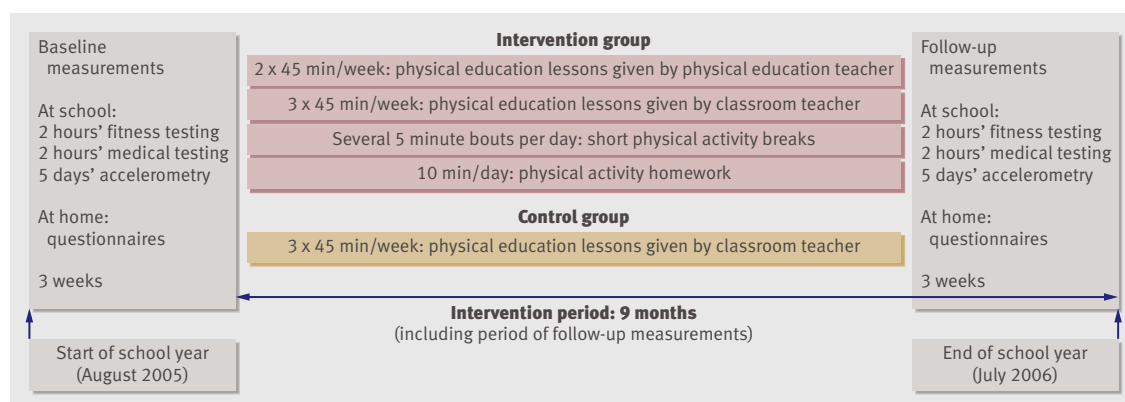 Baseline
measurements
At school:
2 hours’ fitness testing
2 hours’ medical testing
5 days’ accelerometry
At home:
questionnaires
3 weeks
Intervention group
2 x 45 min/week: physical education lessons given by physical education teacher
3 x 45 min/week: physical education lessons given by classroom teacher
Several 5 minute bouts per day: short physical activity breaks
10 min/day: physical activity homework
Control group
3 x 45 min/week: physical education lessons given by classroom teacher
Follow-up
measurements
At school:
2 hours’ fitness testing
2 hours’ medical testing
5 days’ accelerometry
At home:
questionnaires
3 weeks
Intervention period: 9 months
(including period of follow-up measurements)
Start of school year
(August 2005)
End of school year
(July 2006)